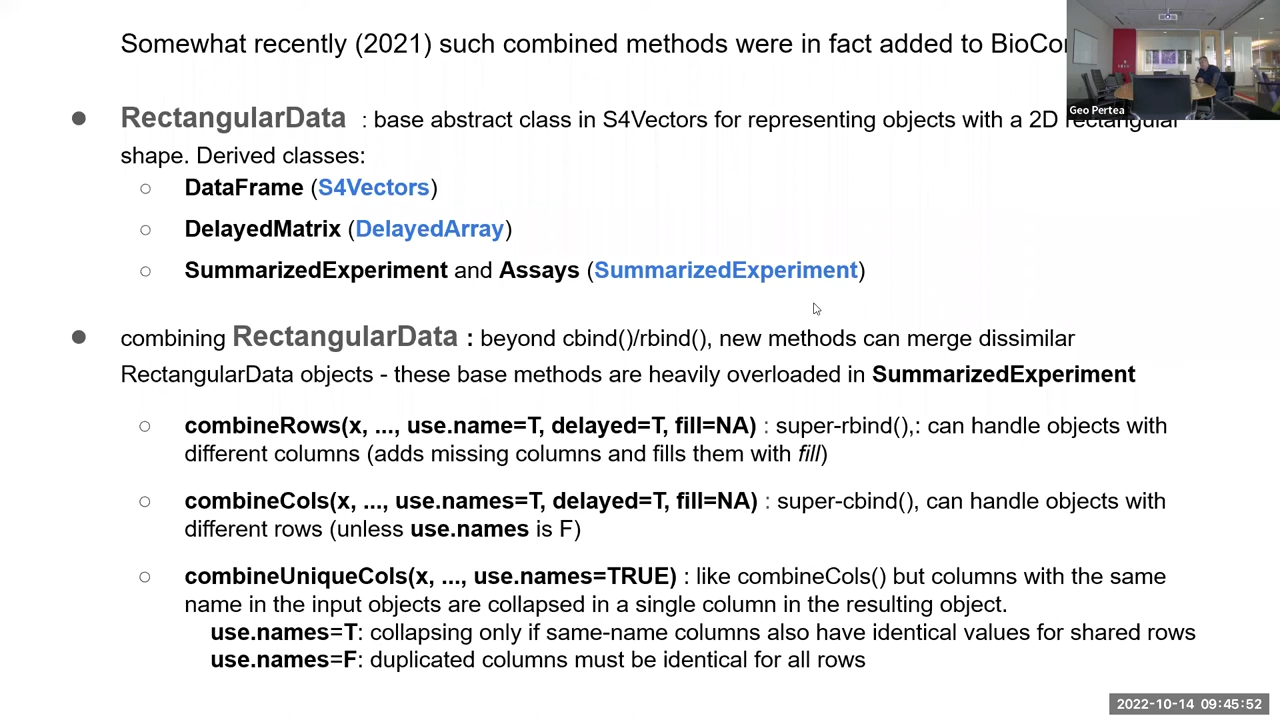 Somewhat recently (2021) such combined methods were in fact added to BioCo
Geo Pertea
● RectangularData : base abstract class in S4Vectors for representing objects with a 2D rectangular
shape. Derived classes:
○ DataFrame (S4Vectors)
○ DelayedMatrix (DelayedArray)
○ SummarizedExperiment and Assays (SummarizedExperiment)
● combining RectangularData : beyond cbind()/rbind(), new methods can merge dissimilar
RectangularData objects - these base methods are heavily overloaded in SummarizedExperiment
○ combineRows(x, ..., use.name=T, delayed=T, fill=NA) : super-rbind(),: can handle objects with
different columns (adds missing columns and fills them with fill)
○ combineCols(x, ..., use.names=T, delayed=T, fill=NA) : super-cbind(), can handle objects with
different rows (unless use.names is F)
○ combineUniqueCols(x, ..., use.names=TRUE) : like combineCols() but columns with the same
name in the input objects are collapsed in a single column in the resulting object.
use.names=T: collapsing only if same-name columns also have identical values for shared rows
use.names=F: duplicated columns must be identical for all rows
2022-10-14 09:45:52